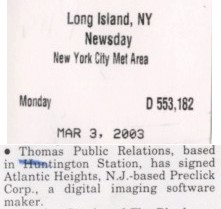 Long Island, NY
Newsday
New York City Met Area
Monday D 553,182
MAR 3, 2003
• Thomas Public Relations, based
in Huntington Station, has signed
Atlantic Heights, N.J.-based Preclick
Corp., a digital imaging software
maker.